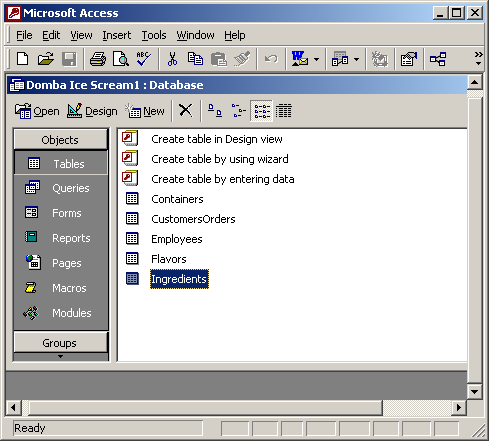 Microsoft Access
File Edit View Insert Tools Window Help
ABC
Domba Ice Scream1 : Database
Open Design New
Objects
Tables
Queries
Forms
Reports
Pages
Macros
Modules
Groups
Create table in Design view
Create table by using wizard
Create table by entering data
Containers
CustomersOrders
Employees
Flavors
Ingredients
Ready